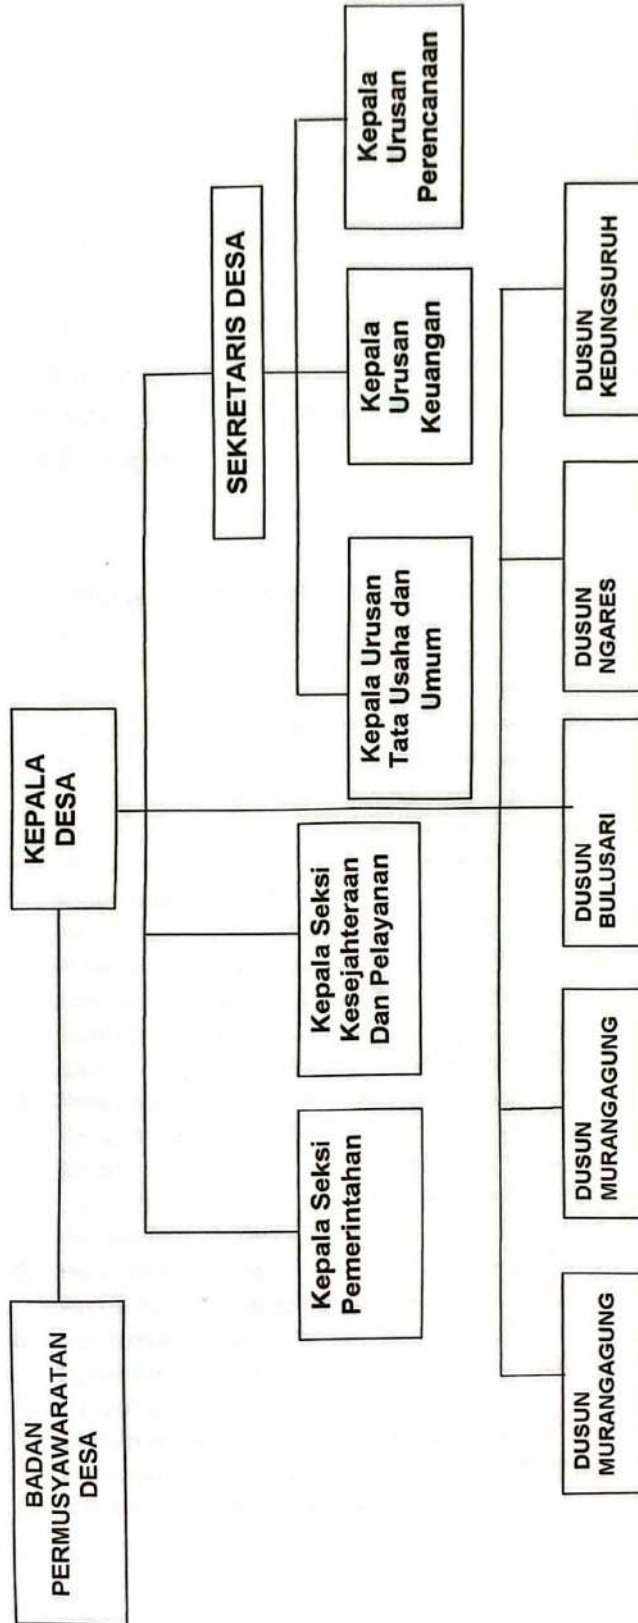 BADAN
PERMUSYAWARATAN
DESA
KEPALA
DESA
SEKRETARIS DESA
Kepala Seksi
Pemerintahan
Kepala Seksi
Kesejahteraan
Dan Pelayanan
Kepala Urusan
Tata Usaha dan
Umum
Kepala
Urusan
Keuangan
Kepala
Urusan
Perencanaan
DUSUN
MURANGAGUNG
DUSUN
MURANGAGUNG
DUSUN
BULUSARI
DUSUN
NGARES
DUSUN
KEDUNGSURUH